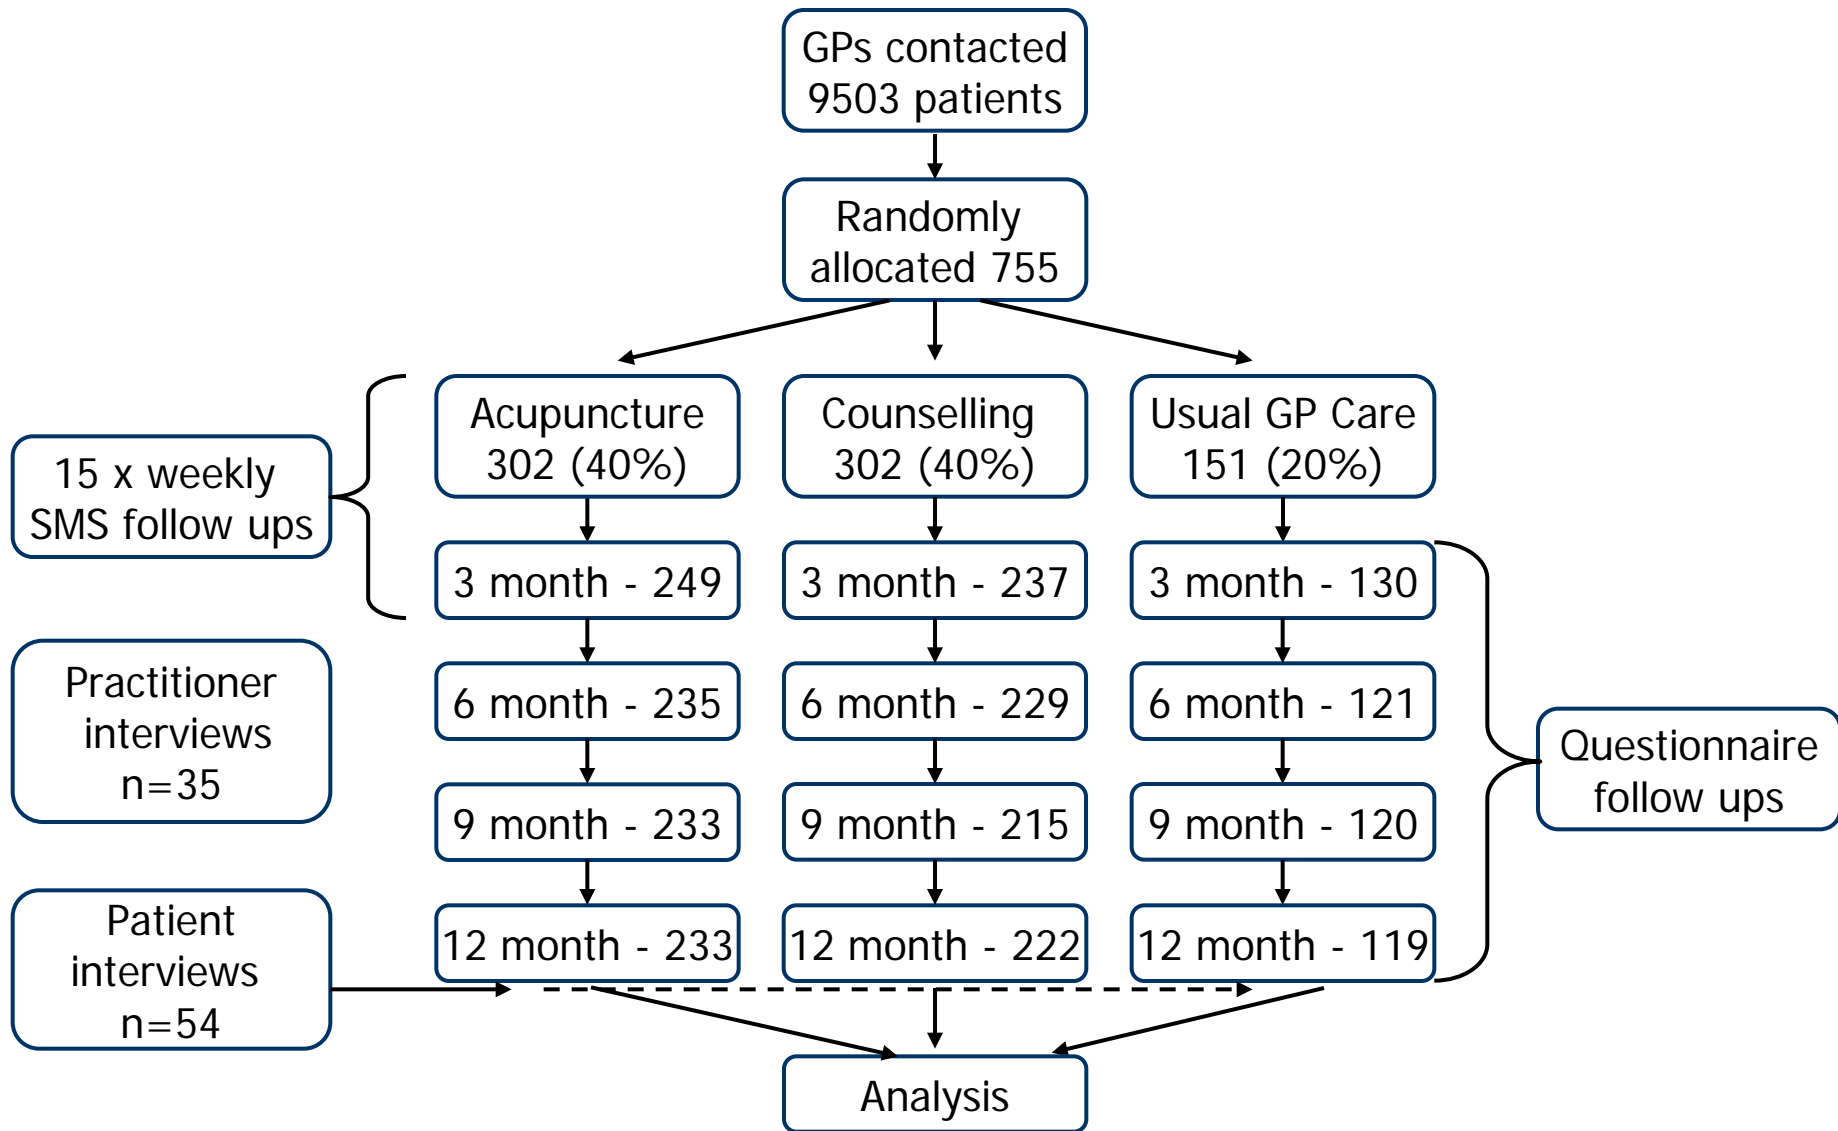 GPs contacted
9503 patients
Randomly
allocated 755
Acupuncture
302 (40%)
Counselling
302 (40%)
Usual GP Care
151 (20%)
15 x weekly
SMS follow ups
3 month - 249
3 month - 237
3 month - 130
Practitioner
interviews
n=35
6 month - 235
6 month - 229
6 month - 121
Questionnaire
follow ups
9 month - 233
9 month - 215
9 month - 120
Patient
interviews
n=54
12 month - 233
12 month - 222
12 month - 119
Analysis